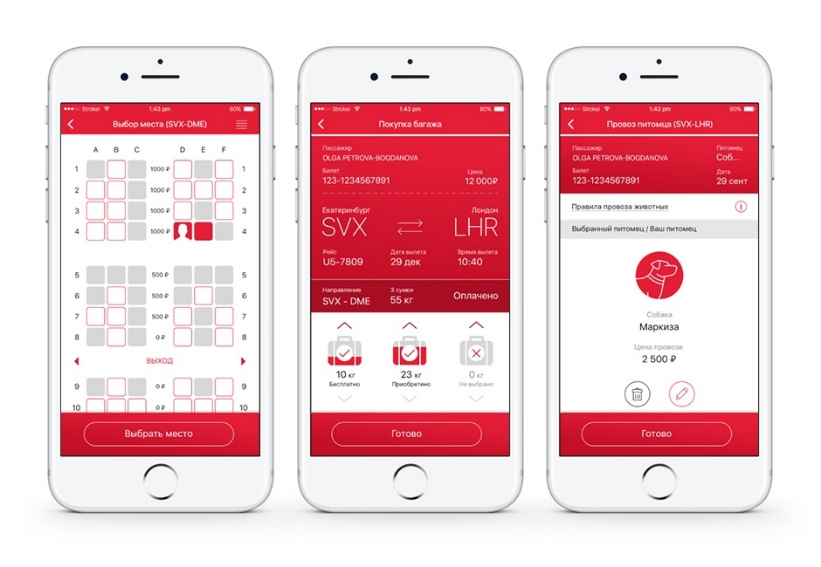 Strokel 1:43 pm 80%
Выбор места (SVX-DME)
A B C D E F
1 1000 ₽ 1
2 1000 ₽ 2
3 1000 ₽ 3
4 1000 ₽ 4
5 500 ₽ 5
6 500 ₽ 6
7 500 ₽ 7
8 0 ₽ 8
ВЫХОД
9 0 ₽ 9
10 0 ₽ 10
Выбрать место
Strokel 1:43 pm 80%
Покупка багажа
Пассажир
OLGA PETROVA-BOGDANOVA
Билет Цена
123-1234567891 12 000₽
Екатеринбург Лондон
SVX LHR
Рейс Дата вылета Время вылета
U5-7809 29 дек 10:40
Направление 3 сумки
SVX - DME 55 кг Оплачено
10 кг 23 кг 0 кг
Бесплатно Приобретено Не выбрано
Готово
Strokel 1:43 pm 80%
Провоз питомца (SVX-LHR)
Пассажир Питомец
OLGA PETROVA-BOGDANOVA Соб...
Билет Дата
123-1234567891 29 сент
Правила провоза животных i
Выбранный питомец / Ваш питомец
Собака
Маркиза
Цена провоза
2 500 ₽
Готово